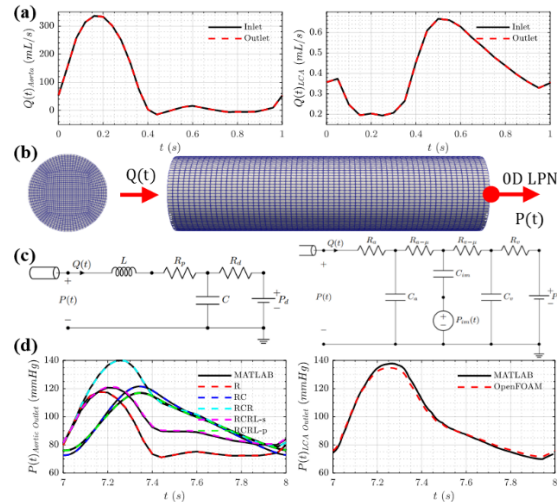 (a)
Q(t)Aorta (mL/s)
300
200
100
0
0 0.2 0.4 0.6 0.8 1
t (s)
Inlet
Outlet
Q(t)LCA (mL/s)
0.6
0.4
0.2
0 0.2 0.4 0.6 0.8 1
t (s)
Inlet
Outlet
(b)
Q(t)
0D LPN
P(t)
(c)
Q(t) L Rp Rd
+
P(t)
C
+
Pd
−
−
Q(t) Ra Ra−μ Rv−μ Rv
+
P(t)
Ca
Cim
+
−
Pim(t)
Cv
+
−
−
(d)
P(t)Aortic Outlet (mmHg)
140
120
100
80
60
7 7.2 7.4 7.6 7.8 8
t (s)
MATLAB
R
RC
RCR
RCRL-s
RCRL-p
P(t)LCA Outlet (mmHg)
140
120
100
80
60
7 7.2 7.4 7.6 7.8 8
t (s)
MATLAB
OpenFOAM